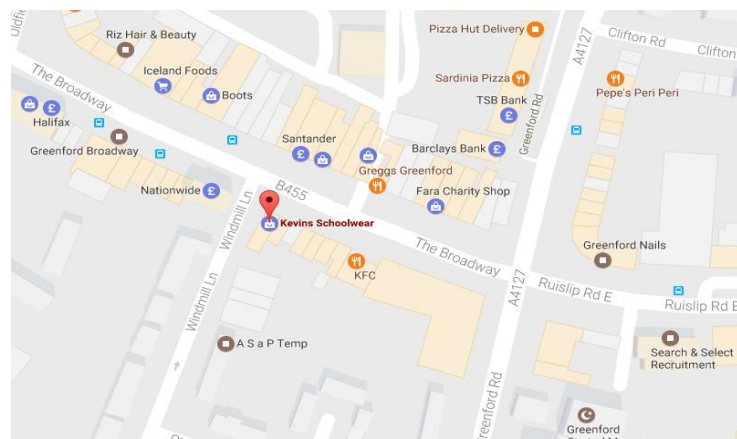 Oldfie
Riz Hair & Beauty
Pizza Hut Delivery
Clifton Rd
Clifton
A4127
The Broadway
Iceland Foods
Sardinia Pizza
Pepe's Peri Peri
Boots
TSB Bank
Halifax
Greenford Rd
Greenford Broadway
Santander
Barclays Bank
Greggs Greenford
Nationwide
B455
Fara Charity Shop
Windmill Ln
Kevins Schoolwear
The Broadway
Greenford Nails
KFC
A4127
Ruislip Rd E
Ruislip Rd E
Windmill Ln
A S a P Temp
Search & Select
Recruitment
Greenford Rd
Greenford